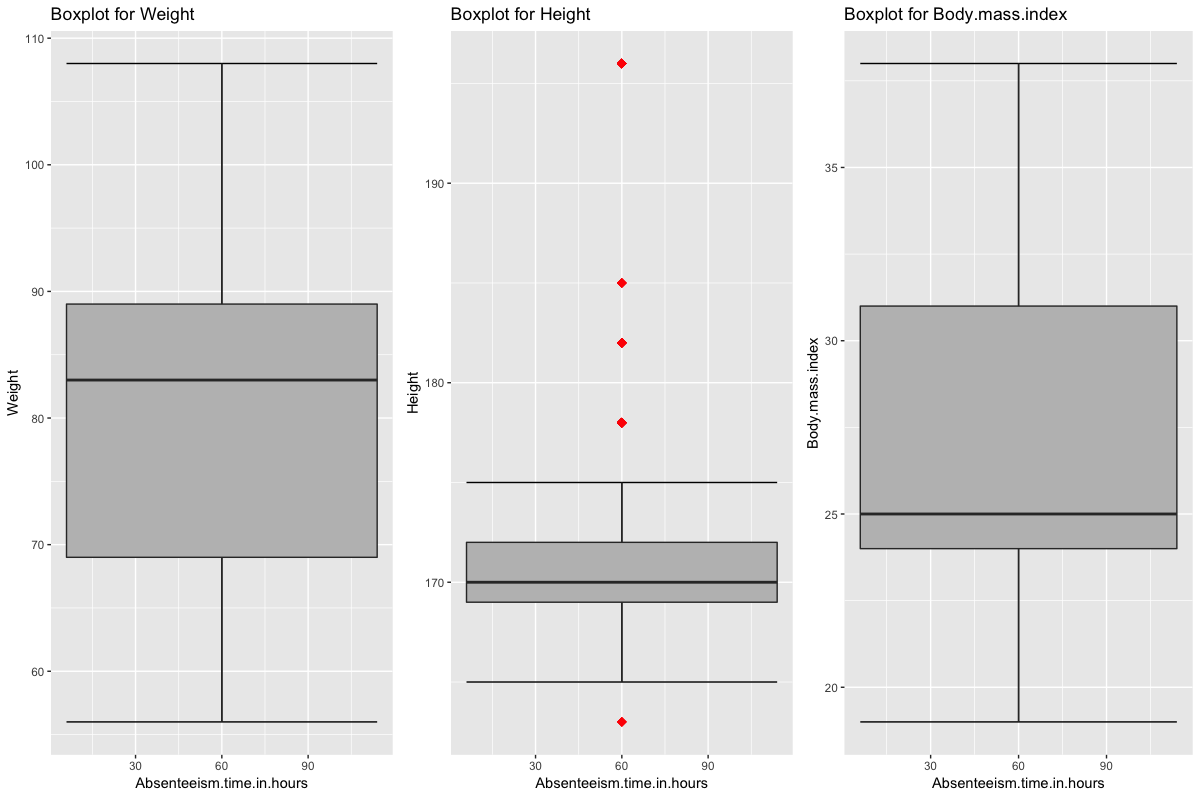 Boxplot for Weight
110
100
90
80
70
60
Weight
30 60 90
Absenteeism.time.in.hours
Boxplot for Height
190
180
170
Height
30 60 90
Absenteeism.time.in.hours
Boxplot for Body.mass.index
35
30
25
20
Body.mass.index
30 60 90
Absenteeism.time.in.hours